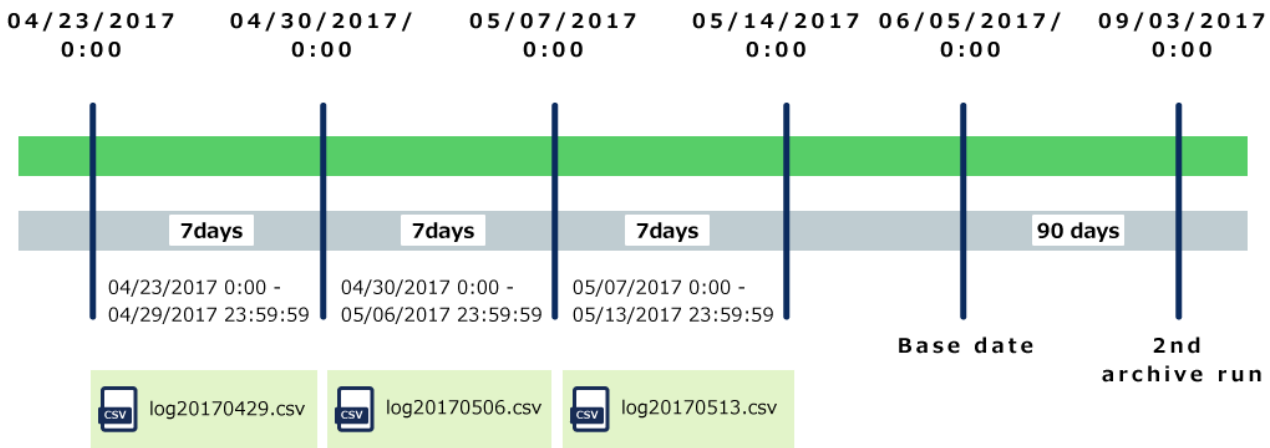 04/23/2017 04/30/2017/ 05/07/2017 05/14/2017 06/05/2017/ 09/03/2017
0:00 0:00 0:00 0:00 0:00 0:00
7days 7days 7days 90 days
04/23/2017 0:00 -
04/29/2017 23:59:59
04/30/2017 0:00 -
05/06/2017 23:59:59
05/07/2017 0:00 -
05/13/2017 23:59:59
Base date
2nd
archive run
CSV log20170429.csv
CSV log20170506.csv
CSV log20170513.csv